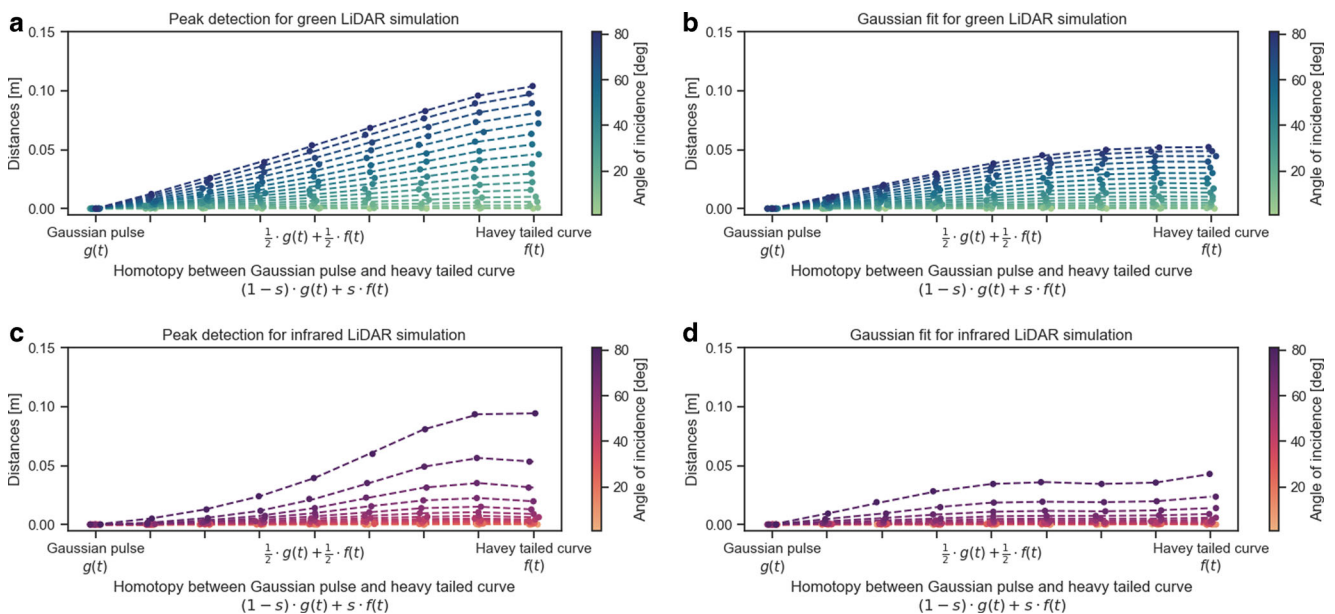 a
Peak detection for green LiDAR simulation
0.15
0.10
0.05
0.00
Distances [m]
Gaussian pulse
g(t)
½ · g(t) + ½ · f(t)
Havey tailed curve
f(t)
Homotopy between Gaussian pulse and heavy tailed curve
(1 − s) · g(t) + s · f(t)
80
60
40
20
Angle of incidence [deg]
b
Gaussian fit for green LiDAR simulation
0.15
0.10
0.05
0.00
Distances [m]
Gaussian pulse
g(t)
½ · g(t) + ½ · f(t)
Havey tailed curve
f(t)
Homotopy between Gaussian pulse and heavy tailed curve
(1 − s) · g(t) + s · f(t)
80
60
40
20
Angle of incidence [deg]
c
Peak detection for infrared LiDAR simulation
0.15
0.10
0.05
0.00
Distances [m]
Gaussian pulse
g(t)
½ · g(t) + ½ · f(t)
Havey tailed curve
f(t)
Homotopy between Gaussian pulse and heavy tailed curve
(1 − s) · g(t) + s · f(t)
80
60
40
20
Angle of incidence [deg]
d
Gaussian fit for infrared LiDAR simulation
0.15
0.10
0.05
0.00
Distances [m]
Gaussian pulse
g(t)
½ · g(t) + ½ · f(t)
Havey tailed curve
f(t)
Homotopy between Gaussian pulse and heavy tailed curve
(1 − s) · g(t) + s · f(t)
80
60
40
20
Angle of incidence [deg]